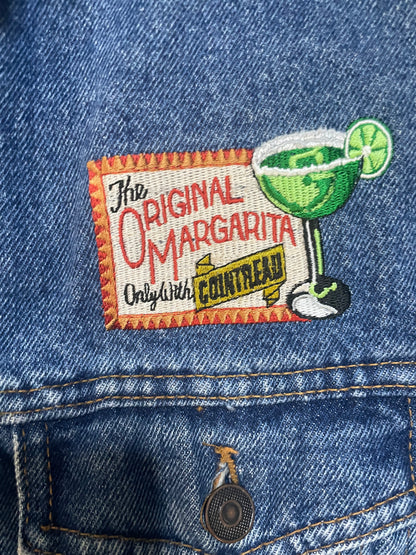 The
ORIGINAL
MARGARITA
Only With COINTREAU